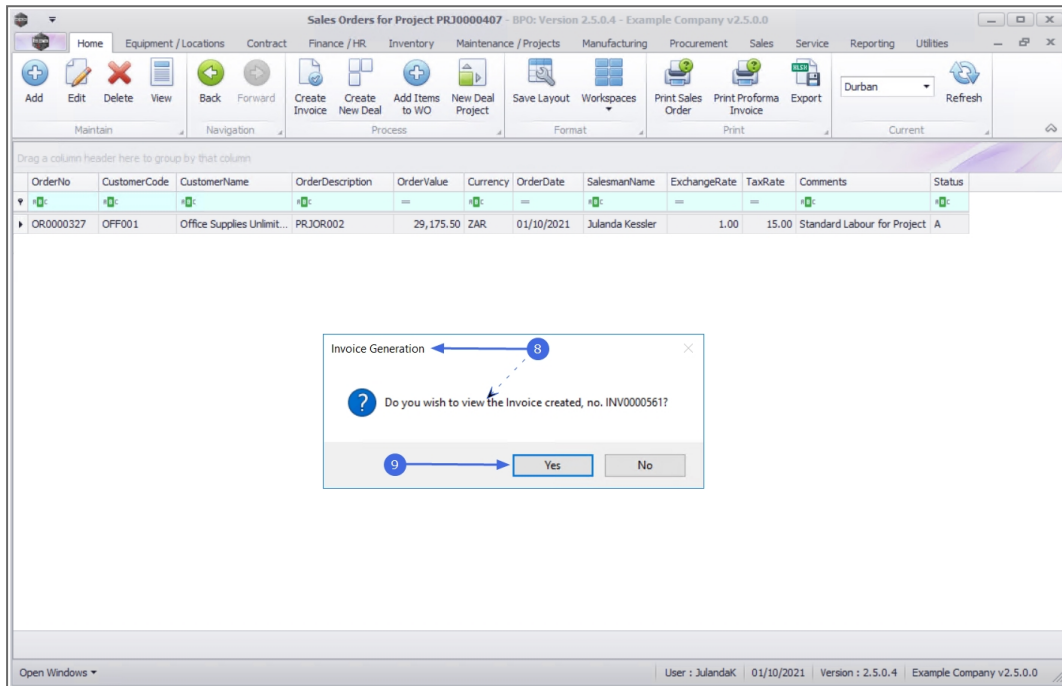 Sales Orders for Project PRJ0000407 - BPO: Version 2.5.0.4 - Example Company v2.5.0.0
Home Equipment / Locations Contract Finance / HR Inventory Maintenance / Projects Manufacturing Procurement Sales Service Reporting Utilities
Add Edit Delete View Back Forward Create Invoice Create New Deal Add Items to WO New Deal Project Save Layout Workspaces Print Sales Order Print Proforma Invoice Export Durban Refresh
Maintain Navigation Process Format Print Current
Drag a column header here to group by that column
OrderNo CustomerCode CustomerName OrderDescription OrderValue Currency OrderDate SalesmanName ExchangeRate TaxRate Comments Status
OR0000327 OFF001 Office Supplies Unlimit... PRJOR002 29,175.50 ZAR 01/10/2021 Julanda Kessler 1.00 15.00 Standard Labour for Project A
Invoice Generation 8
Do you wish to view the Invoice created, no. INV0000561?
9 Yes No
Open Windows User : JulandaK 01/10/2021 Version : 2.5.0.4 Example Company v2.5.0.0